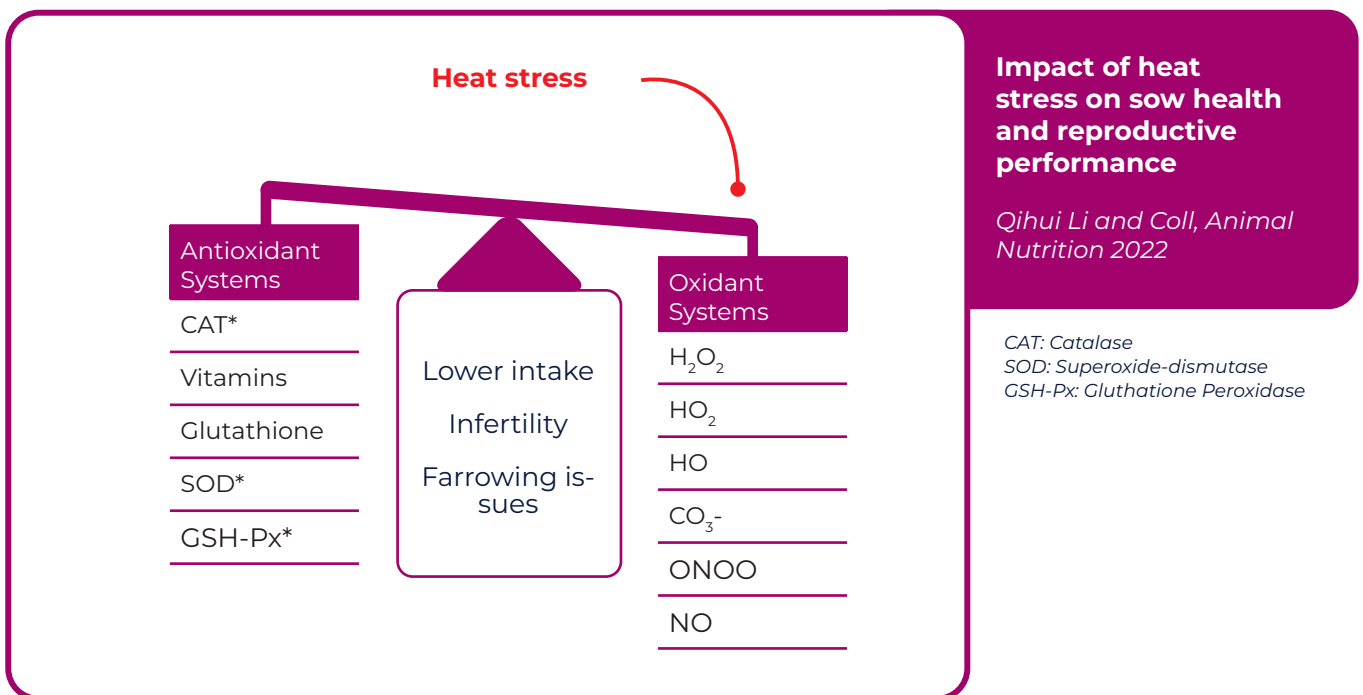 Heat stress
Antioxidant
Systems
CAT*
Vitamins
Glutathione
SOD*
GSH-Px*
Lower intake
Infertility
Farrowing is-
sues
Oxidant
Systems
H₂O₂
HO₂
HO
CO₃-
ONOO
NO
Impact of heat
stress on sow health
and reproductive
performance
Qihui Li and Coll, Animal
Nutrition 2022
CAT: Catalase
SOD: Superoxide-dismutase
GSH-Px: Gluthatione Peroxidase